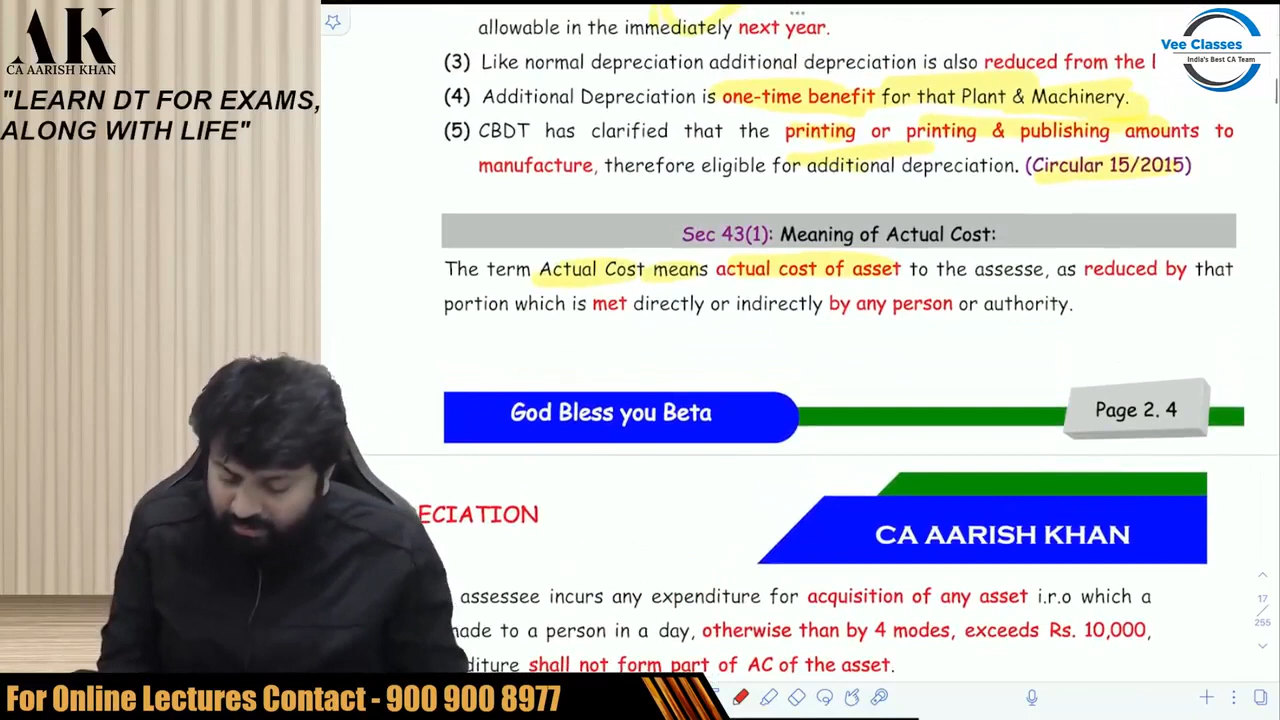 AK
CA AARISH KHAN
"LEARN DT FOR EXAMS,
ALONG WITH LIFE"
Vee Classes
India's Best CA Team
allowable in the immediately next year.
(3) Like normal depreciation additional depreciation is also reduced from the
(4) Additional Depreciation is one-time benefit for that Plant & Machinery.
(5) CBDT has clarified that the printing or printing & publishing amounts to
manufacture, therefore eligible for additional depreciation. (Circular 15/2015)
Sec 43(1): Meaning of Actual Cost:
The term Actual Cost means actual cost of asset to the assesse, as reduced by that
portion which is met directly or indirectly by any person or authority.
God Bless you Beta
Page 2. 4
ECIATION
CA AARISH KHAN
assessee incurs any expenditure for acquisition of any asset i.r.o which a
to a person in a day, otherwise than by 4 modes, exceeds Rs. 10,000,
shall not form part of AC of the asset.
17
255
For Online Lectures Contact - 900 900 8977